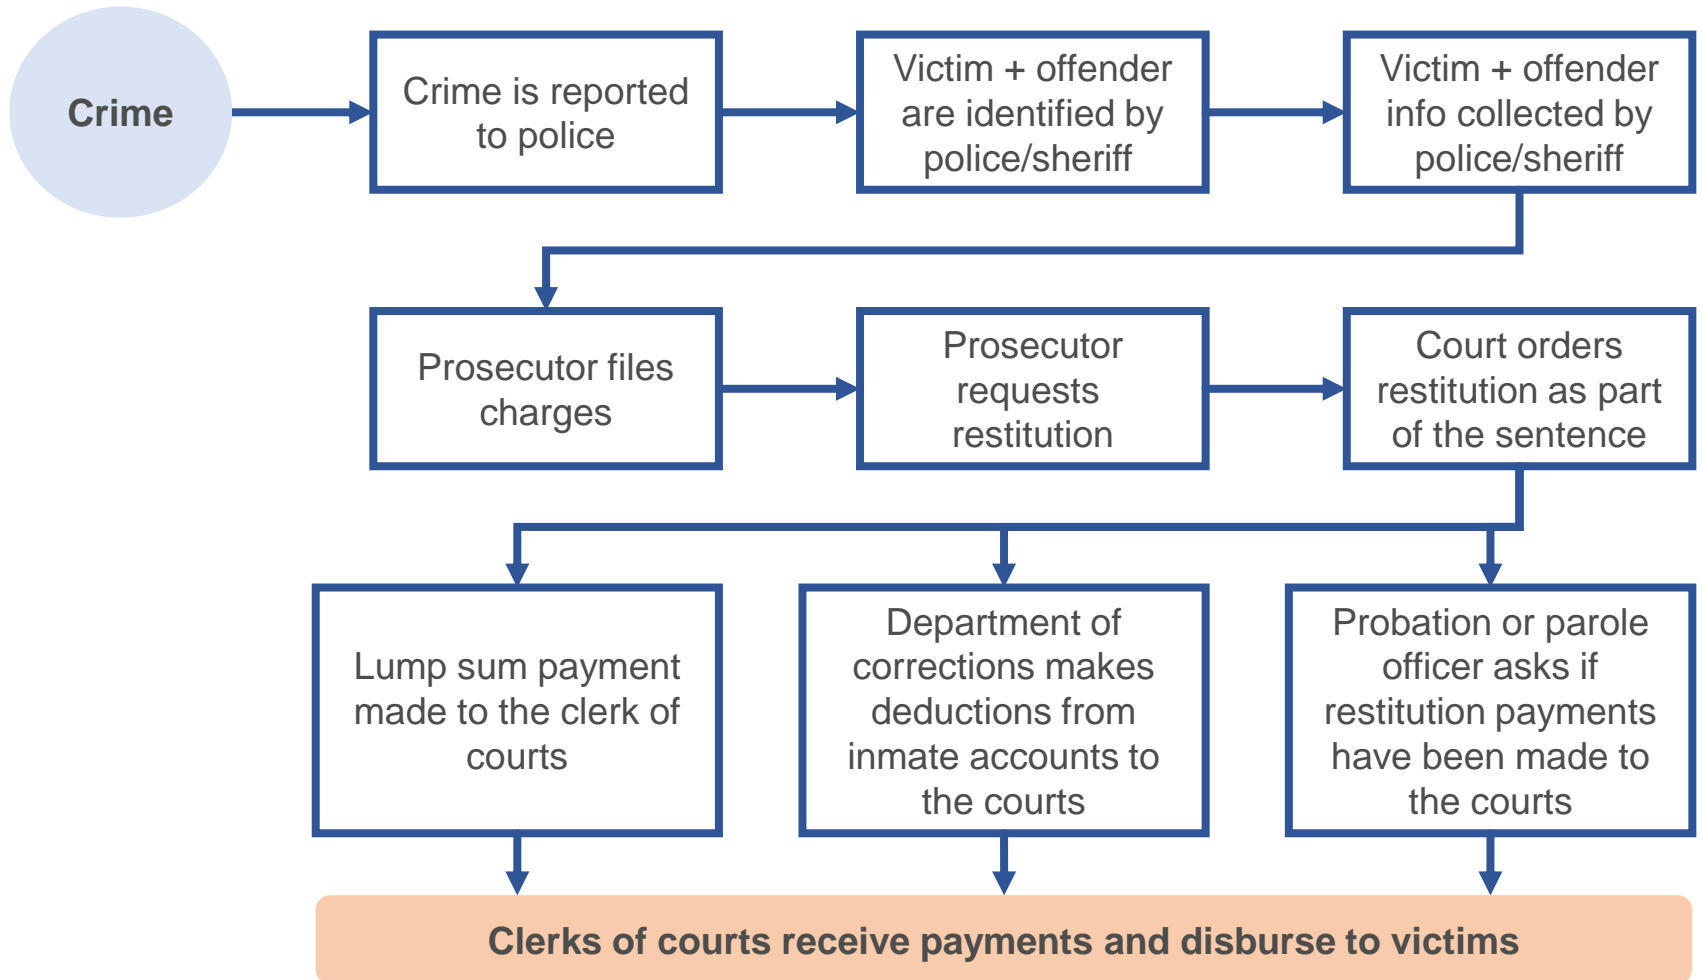 Crime
Crime is reported
to police
Victim + offender
are identified by
police/sheriff
Victim + offender
info collected by
police/sheriff
Prosecutor files
charges
Prosecutor
requests
restitution
Court orders
restitution as part
of the sentence
Lump sum payment
made to the clerk of
courts
Department of
corrections makes
deductions from
inmate accounts to
the courts
Probation or parole
officer asks if
restitution payments
have been made to
the courts
Clerks of courts receive payments and disburse to victims